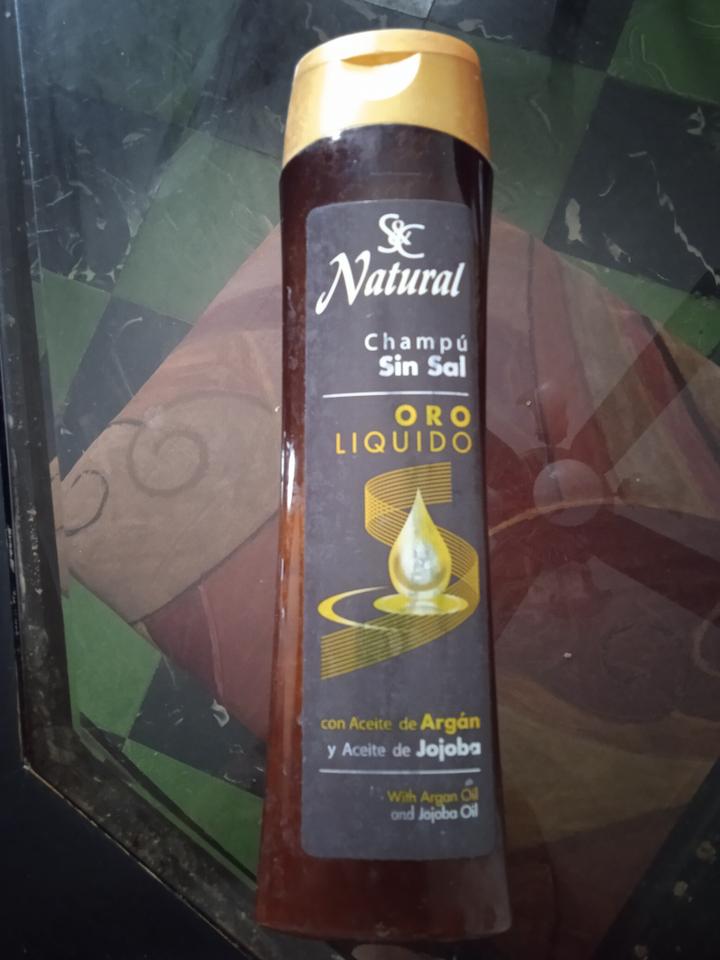 S&C
Natural
Champú
Sin Sal
ORO
LIQUIDO
con Aceite de Argán
y Aceite de Jojoba
With Argan Oil
and Jojoba Oil